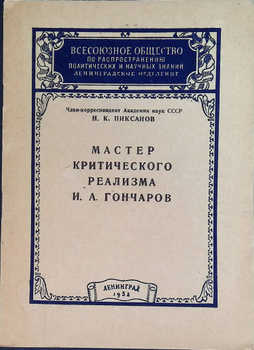 ВСЕСОЮЗНОЕ ОБЩЕСТВО
ПО РАСПРОСТРАНЕНИЮ
ПОЛИТИЧЕСКИХ И НАУЧНЫХ ЗНАНИЙ
ЛЕНИНГРАДСКОЕ ОТДЕЛЕНИЕ
Член-корреспондент Академии наук СССР
Н. К. ПИКСАНОВ
МАСТЕР
КРИТИЧЕСКОГО
РЕАЛИЗМА
И. А. ГОНЧАРОВ
ЛЕНИНГРАД
1952